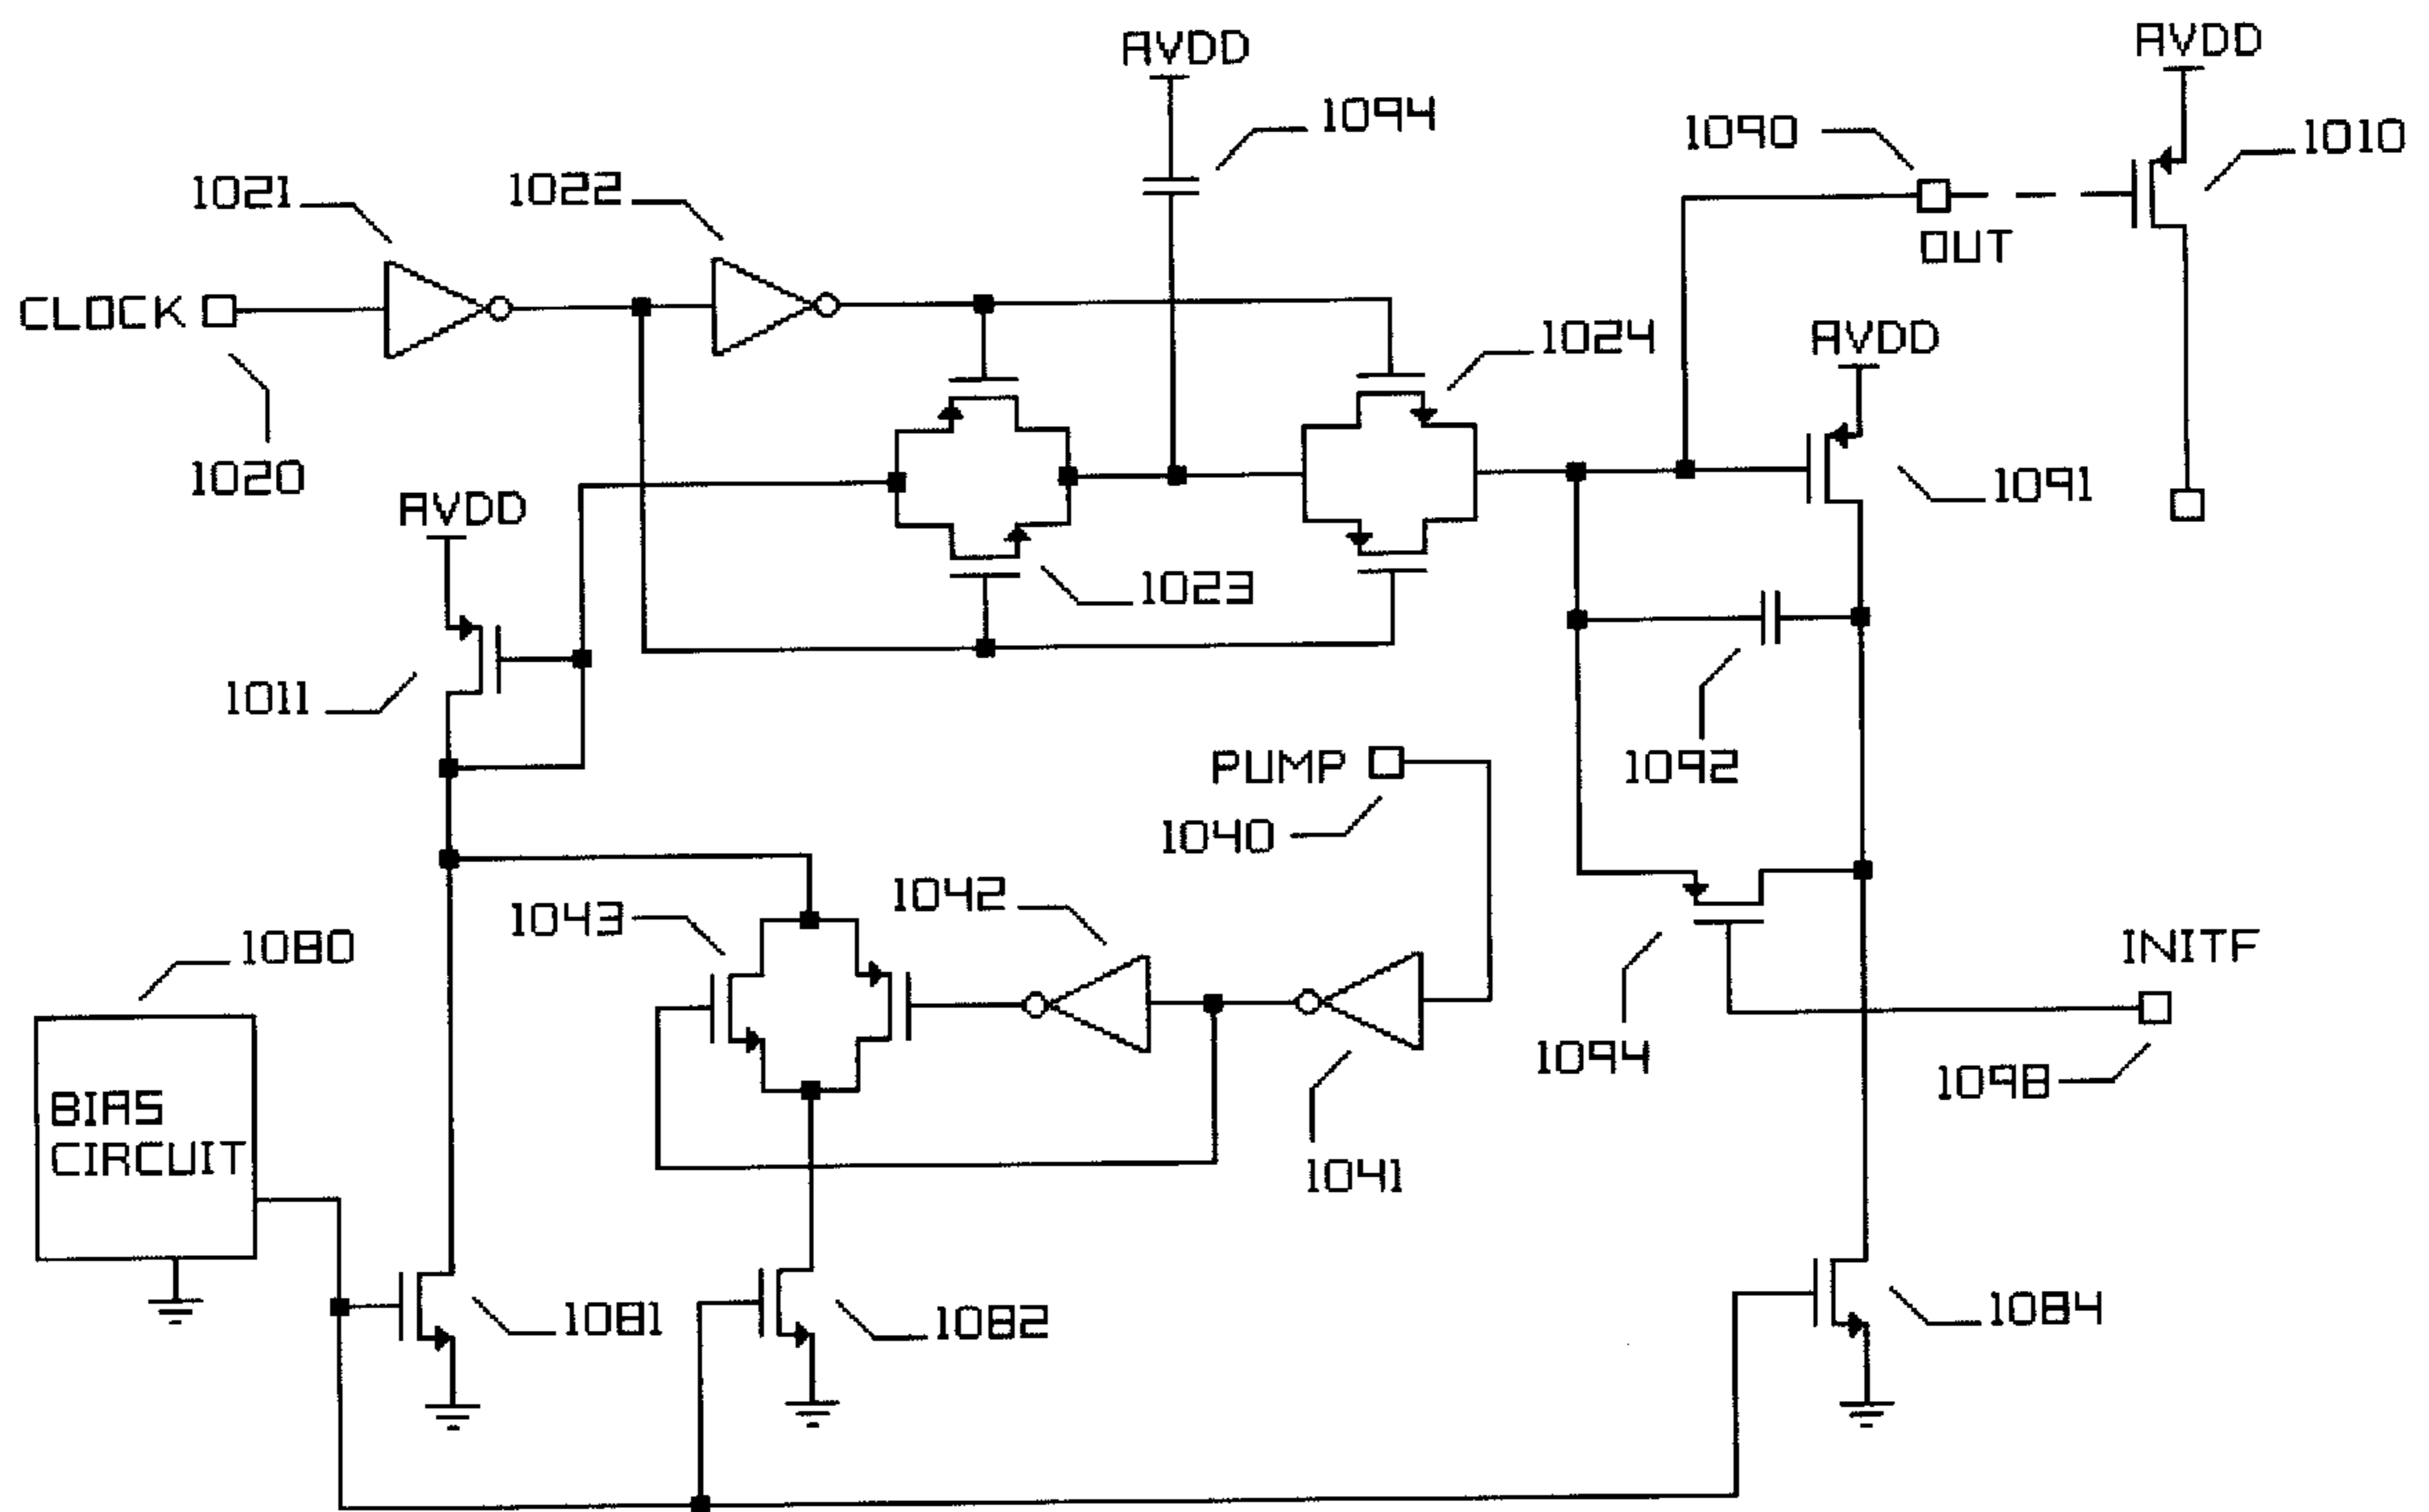 AVDD
AVDD
1094
1090
1010
1021
1022
OUT
CLOCK
1024
AVDD
1020
1091
AVDD
1023
1011
PUMP
1092
1040
1042
1043
1080
INITF
1094
1098
BIAS
CIRCUIT
1041
1081
1082
1084